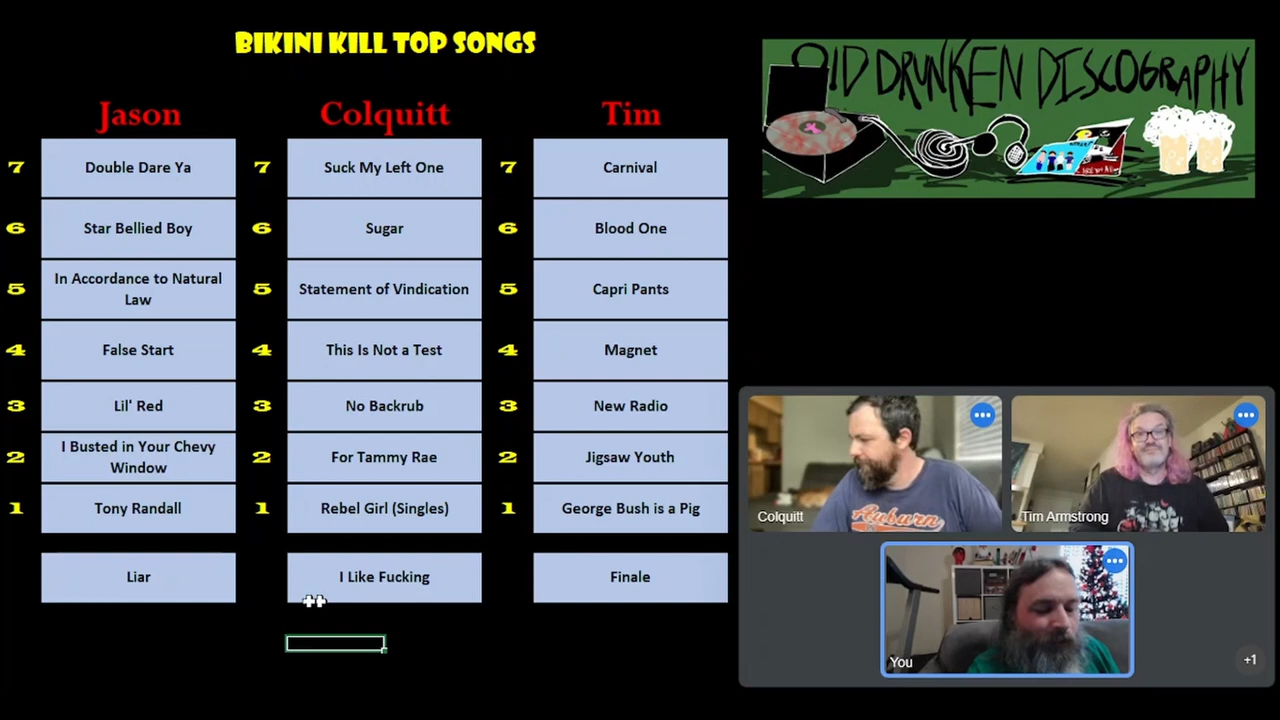 BIKINI KILL TOP SONGS
OLD DRUNKEN DISCOGRAPHY
Jason
Colquitt
Tim
7
Double Dare Ya
7
Suck My Left One
7
Carnival
6
Star Bellied Boy
6
Sugar
6
Blood One
5
In Accordance to Natural
Law
5
Statement of Vindication
5
Capri Pants
4
False Start
4
This Is Not a Test
4
Magnet
3
Lil' Red
3
No Backrub
3
New Radio
2
I Busted in Your Chevy
Window
2
For Tammy Rae
2
Jigsaw Youth
1
Tony Randall
1
Rebel Girl (Singles)
1
George Bush is a Pig
Liar
I Like Fucking
Finale
Auburn
Colquitt
Tim Armstrong
You
+1